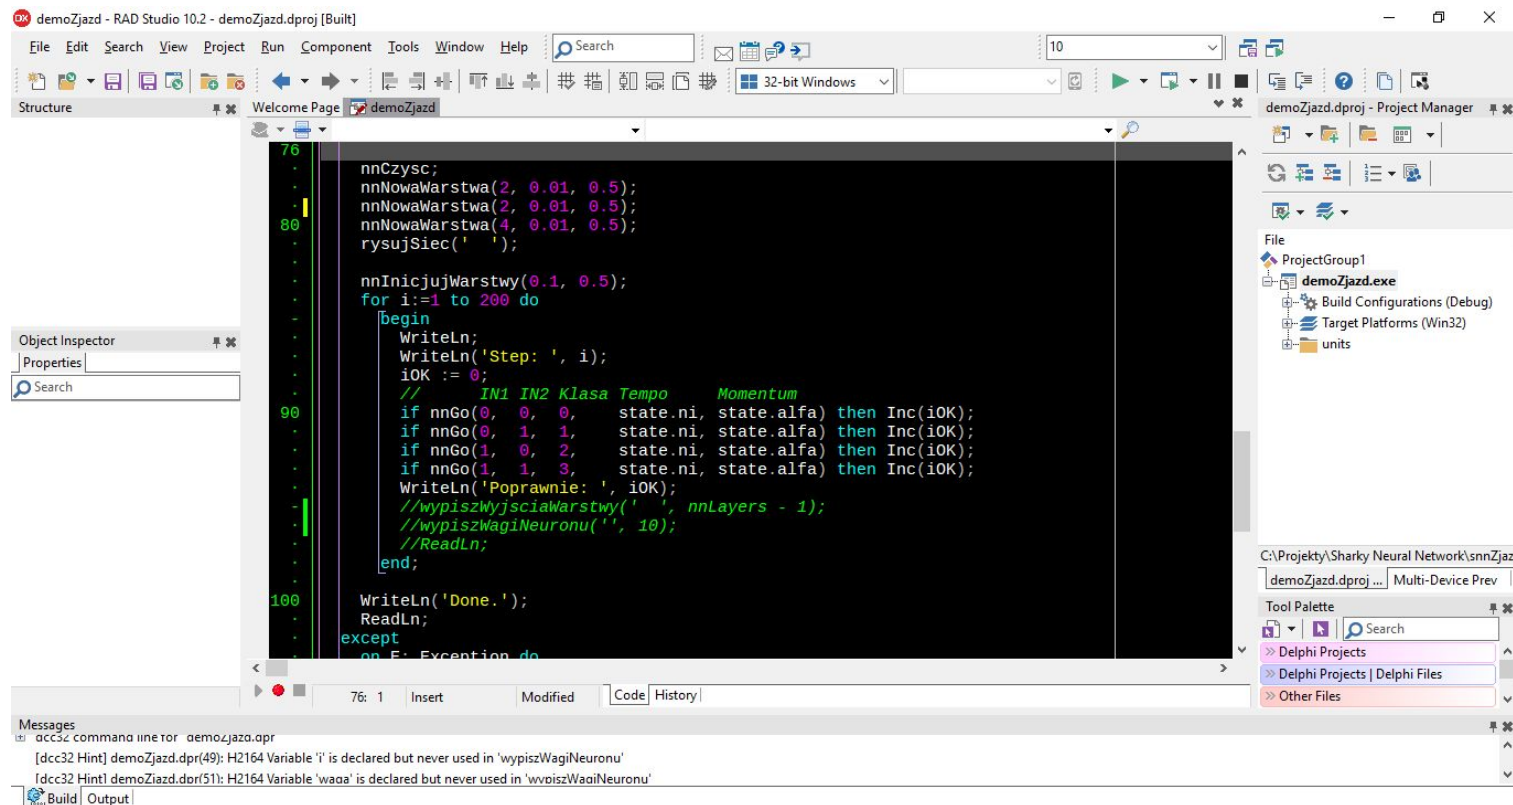 demoZjazd - RAD Studio 10.2 - demoZjazd.dproj [Built]
File Edit Search View Project Run Component Tools Window Help Search 10
32-bit Windows
Structure
Welcome Page demoZjazd
demoZjazd.dproj - Project Manager
76
nnCzysc;
nnNowaWarstwa(2, 0.01, 0.5);
nnNowaWarstwa(2, 0.01, 0.5);
80 nnNowaWarstwa(4, 0.01, 0.5);
rysujSiec('  ');
nnInicjujWarstwy(0.1, 0.5);
for i:=1 to 200 do
begin
WriteLn;
WriteLn('Step: ', i);
iOK := 0;
// IN1 IN2 Klasa Tempo Momentum
90 if nnGo(0, 0, 0, state.ni, state.alfa) then Inc(iOK);
if nnGo(0, 1, 1, state.ni, state.alfa) then Inc(iOK);
if nnGo(1, 0, 2, state.ni, state.alfa) then Inc(iOK);
if nnGo(1, 1, 3, state.ni, state.alfa) then Inc(iOK);
WriteLn('Poprawnie: ', iOK);
//wypiszWyjsciaWarstwy('  ', nnLayers - 1);
//wypiszWagiNeuronu('', 10);
//ReadLn;
end;
100 WriteLn('Done.');
ReadLn;
except
on E: Exception do
76: 1 Insert Modified Code History
Object Inspector
Properties
Search
File
ProjectGroup1
demoZjazd.exe
Build Configurations (Debug)
Target Platforms (Win32)
units
C:\Projekty\Sharky Neural Network\snnZjaz
demoZjazd.dproj ... Multi-Device Prev
Tool Palette
Search
Delphi Projects
Delphi Projects | Delphi Files
Other Files
Messages
dcc32 command line for "demoZjazd.dpr"
[dcc32 Hint] demoZjazd.dpr(49): H2164 Variable 'i' is declared but never used in 'wypiszWagiNeuronu'
[dcc32 Hint] demoZjazd.dpr(51): H2164 Variable 'waga' is declared but never used in 'wypiszWagiNeuronu'
Build Output